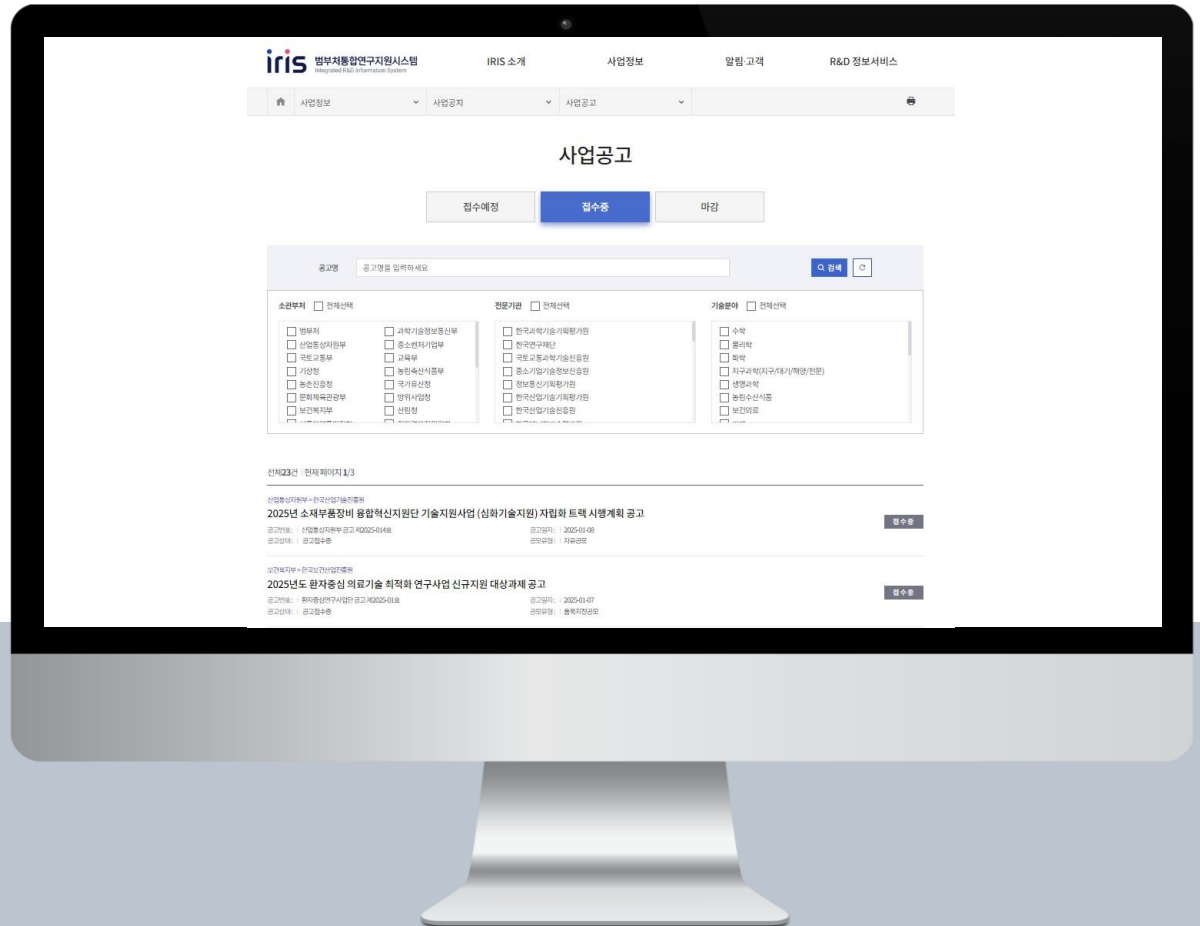 iris 범부처통합연구지원시스템
Integrated R&D Information System
IRIS 소개
사업정보
알림·고객
R&D 정보서비스
사업정보
사업공지
사업공고
사업공고
접수예정
접수중
마감
공고명
공고명을 입력하세요
검색
소관부처 전체선택
범부처 과학기술정보통신부
산업통상자원부 중소벤처기업부
국토교통부 교육부
기상청 농림축산식품부
농촌진흥청 국가유산청
문화체육관광부 방위사업청
보건복지부 산림청
전문기관 전체선택
한국과학기술기획평가원
한국연구재단
국토교통과학기술진흥원
중소기업기술정보진흥원
정보통신기획평가원
한국산업기술기획평가원
한국산업기술진흥원
기술분야 전체선택
수학
물리학
화학
지구과학(지구/대기/해양/천문)
생명과학
농림수산식품
보건의료
전체23건 현재 페이지 1/3
산업통상자원부 > 한국산업기술진흥원
2025년 소재부품장비 융합혁신지원단 기술지원사업 (심화기술지원) 자립화 트랙 시행계획 공고
공고번호 : 산업통상자원부 공고 제2025-014호 공고일자 : 2025-01-08
공고상태 : 공고접수중 공모유형 : 자유공모
접수중
보건복지부 > 한국보건산업진흥원
2025년도 환자중심 의료기술 최적화 연구사업 신규지원 대상과제 공고
공고번호 : 환자중심연구사업단 공고 제2025-01호 공고일자 : 2025-01-07
공고상태 : 공고접수중 공모유형 : 품목지정공모
접수중